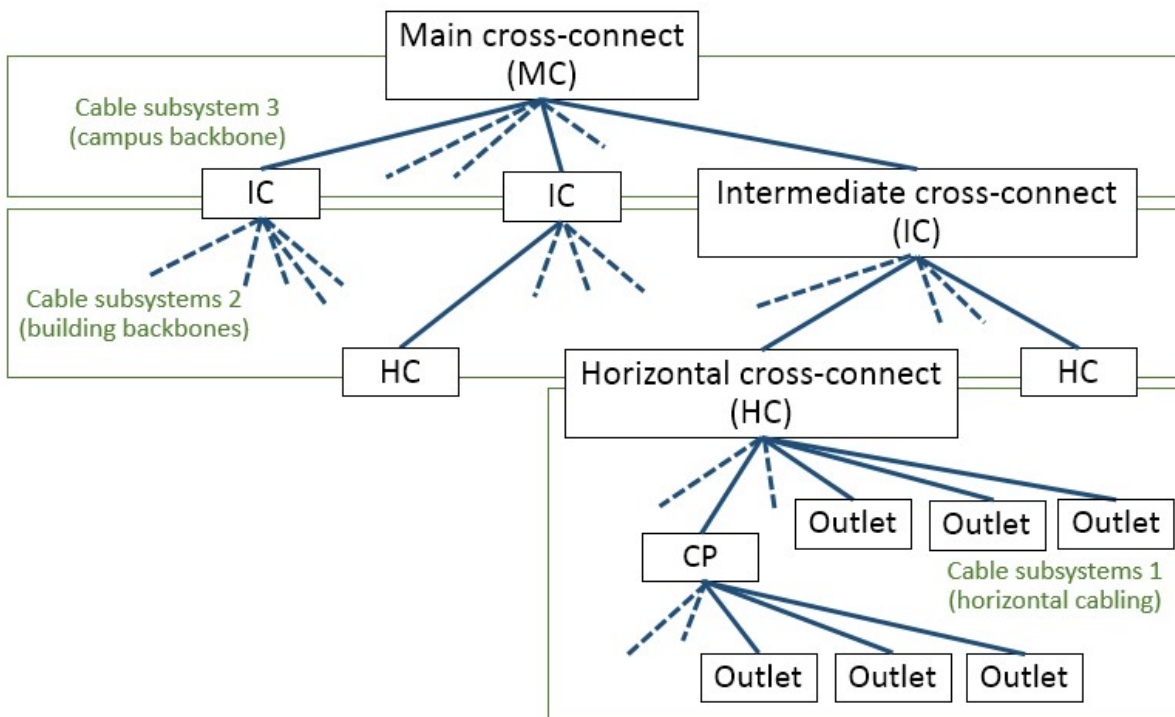 Main cross-connect
(MC)
Cable subsystem 3
(campus backbone)
IC
IC
Intermediate cross-connect
(IC)
Cable subsystems 2
(building backbones)
HC
Horizontal cross-connect
(HC)
HC
Outlet
Outlet
Outlet
CP
Cable subsystems 1
(horizontal cabling)
Outlet
Outlet
Outlet